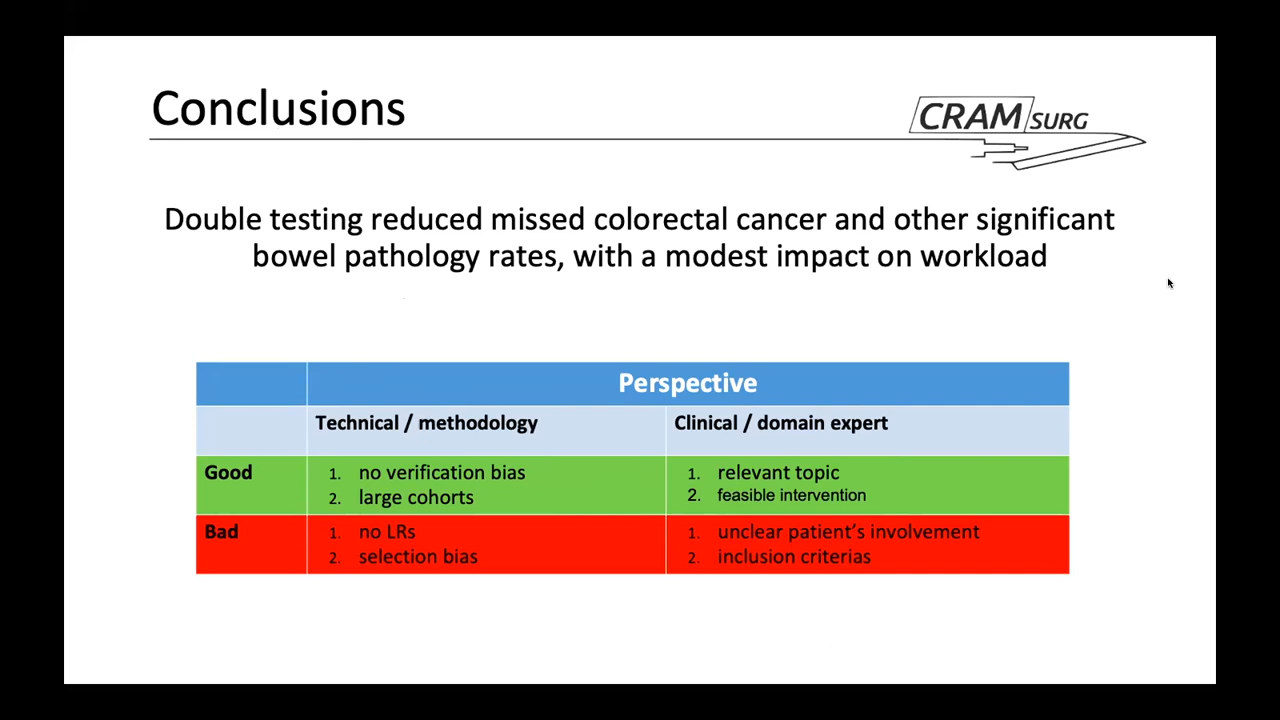 Conclusions
CRAM SURG
Double testing reduced missed colorectal cancer and other significant
bowel pathology rates, with a modest impact on workload
Perspective
Technical / methodology
Clinical / domain expert
Good
1. no verification bias
2. large cohorts
1. relevant topic
2. feasible intervention
Bad
1. no LRs
2. selection bias
1. unclear patient's involvement
2. inclusion criterias